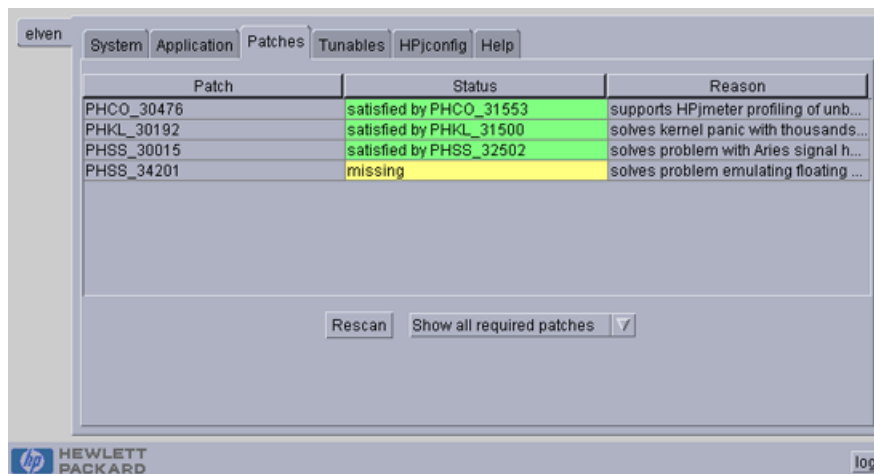 elven
System Application Patches Tunables HPjconfig Help
Patch Status Reason
PHCO_30476 satisfied by PHCO_31553 supports HPjmeter profiling of unb...
PHKL_30192 satisfied by PHKL_31500 solves kernel panic with thousands...
PHSS_30015 satisfied by PHSS_32502 solves problem with Aries signal h...
PHSS_34201 missing solves problem emulating floating ...
Rescan Show all required patches
hp HEWLETT
PACKARD
log